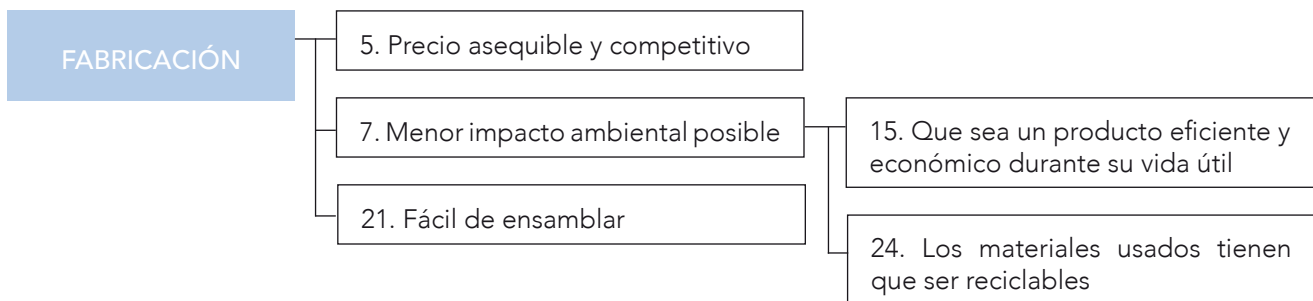 FABRICACIÓN
5. Precio asequible y competitivo
7. Menor impacto ambiental posible
21. Fácil de ensamblar
15. Que sea un producto eficiente y
económico durante su vida útil
24. Los materiales usados tienen
que ser reciclables